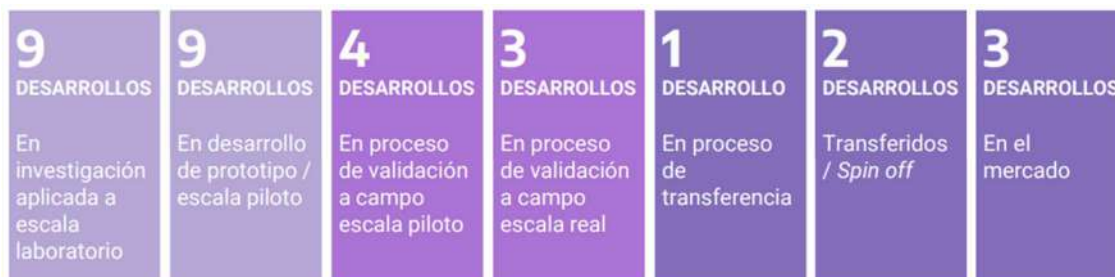 9
DESARROLLOS
En
investigación
aplicada a
escala
laboratorio
9
DESARROLLOS
En desarrollo
de prototipo /
escala piloto
4
DESARROLLOS
En proceso
de validación
a campo
escala piloto
3
DESARROLLOS
En proceso
de validación
a campo
escala real
1
DESARROLLO
En proceso
de
transferencia
2
DESARROLLOS
Transferidos
/ Spin off
3
DESARROLLOS
En el
mercado